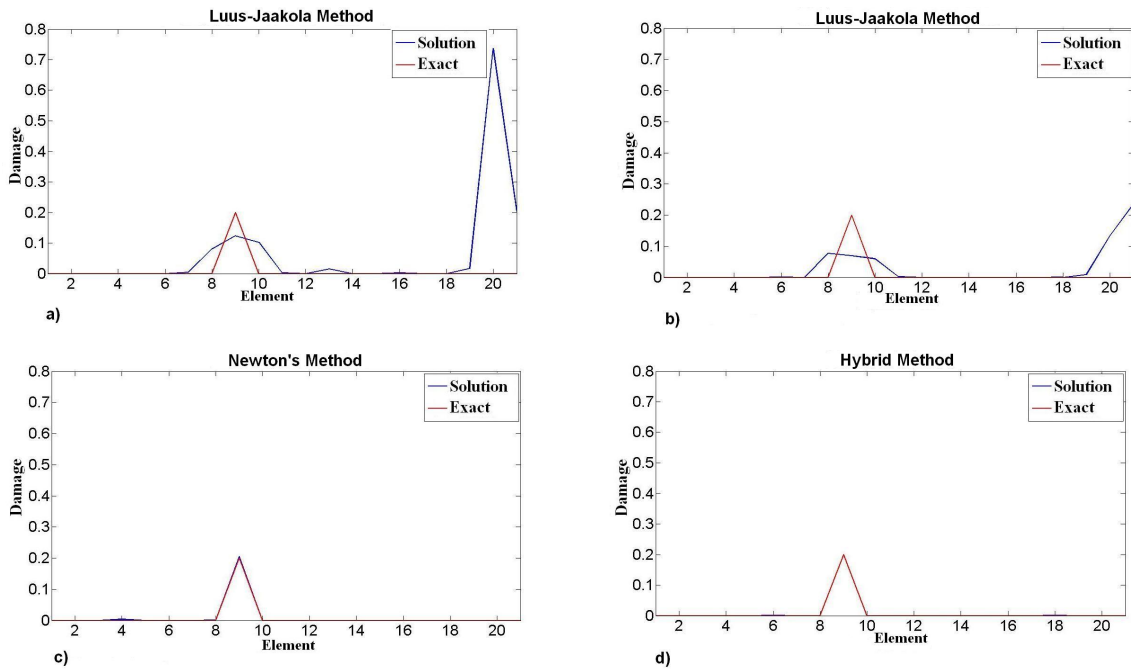 Luus-Jaakola Method
0.8
0.7
0.6
0.5
0.4
0.3
0.2
0.1
0
Damage
Solution
Exact
2 4 6 8 10 12 14 16 18 20
Element
a)
Luus-Jaakola Method
0.8
0.7
0.6
0.5
0.4
0.3
0.2
0.1
0
Damage
Solution
Exact
2 4 6 8 10 12 14 16 18 20
Element
b)
Newton's Method
0.8
0.7
0.6
0.5
0.4
0.3
0.2
0.1
0
Damage
Solution
Exact
2 4 6 8 10 12 14 16 18 20
Element
c)
Hybrid Method
0.8
0.7
0.6
0.5
0.4
0.3
0.2
0.1
0
Damage
Solution
Exact
2 4 6 8 10 12 14 16 18 20
Element
d)